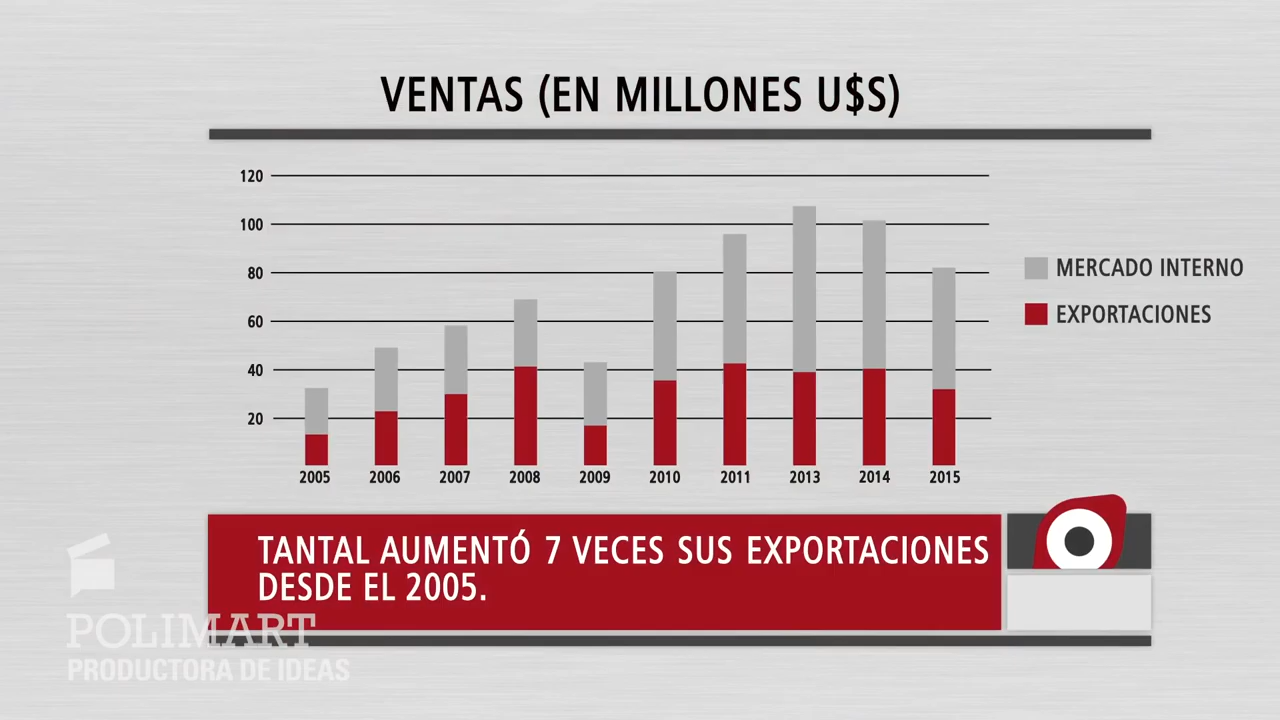 VENTAS (EN MILLONES U$S)
120
100
80
60
40
20
2005 2006 2007 2008 2009 2010 2011 2013 2014 2015
MERCADO INTERNO
EXPORTACIONES
TANTAL AUMENTÓ 7 VECES SUS EXPORTACIONES
DESDE EL 2005.
POLIMART
PRODUCTORA DE IDEAS